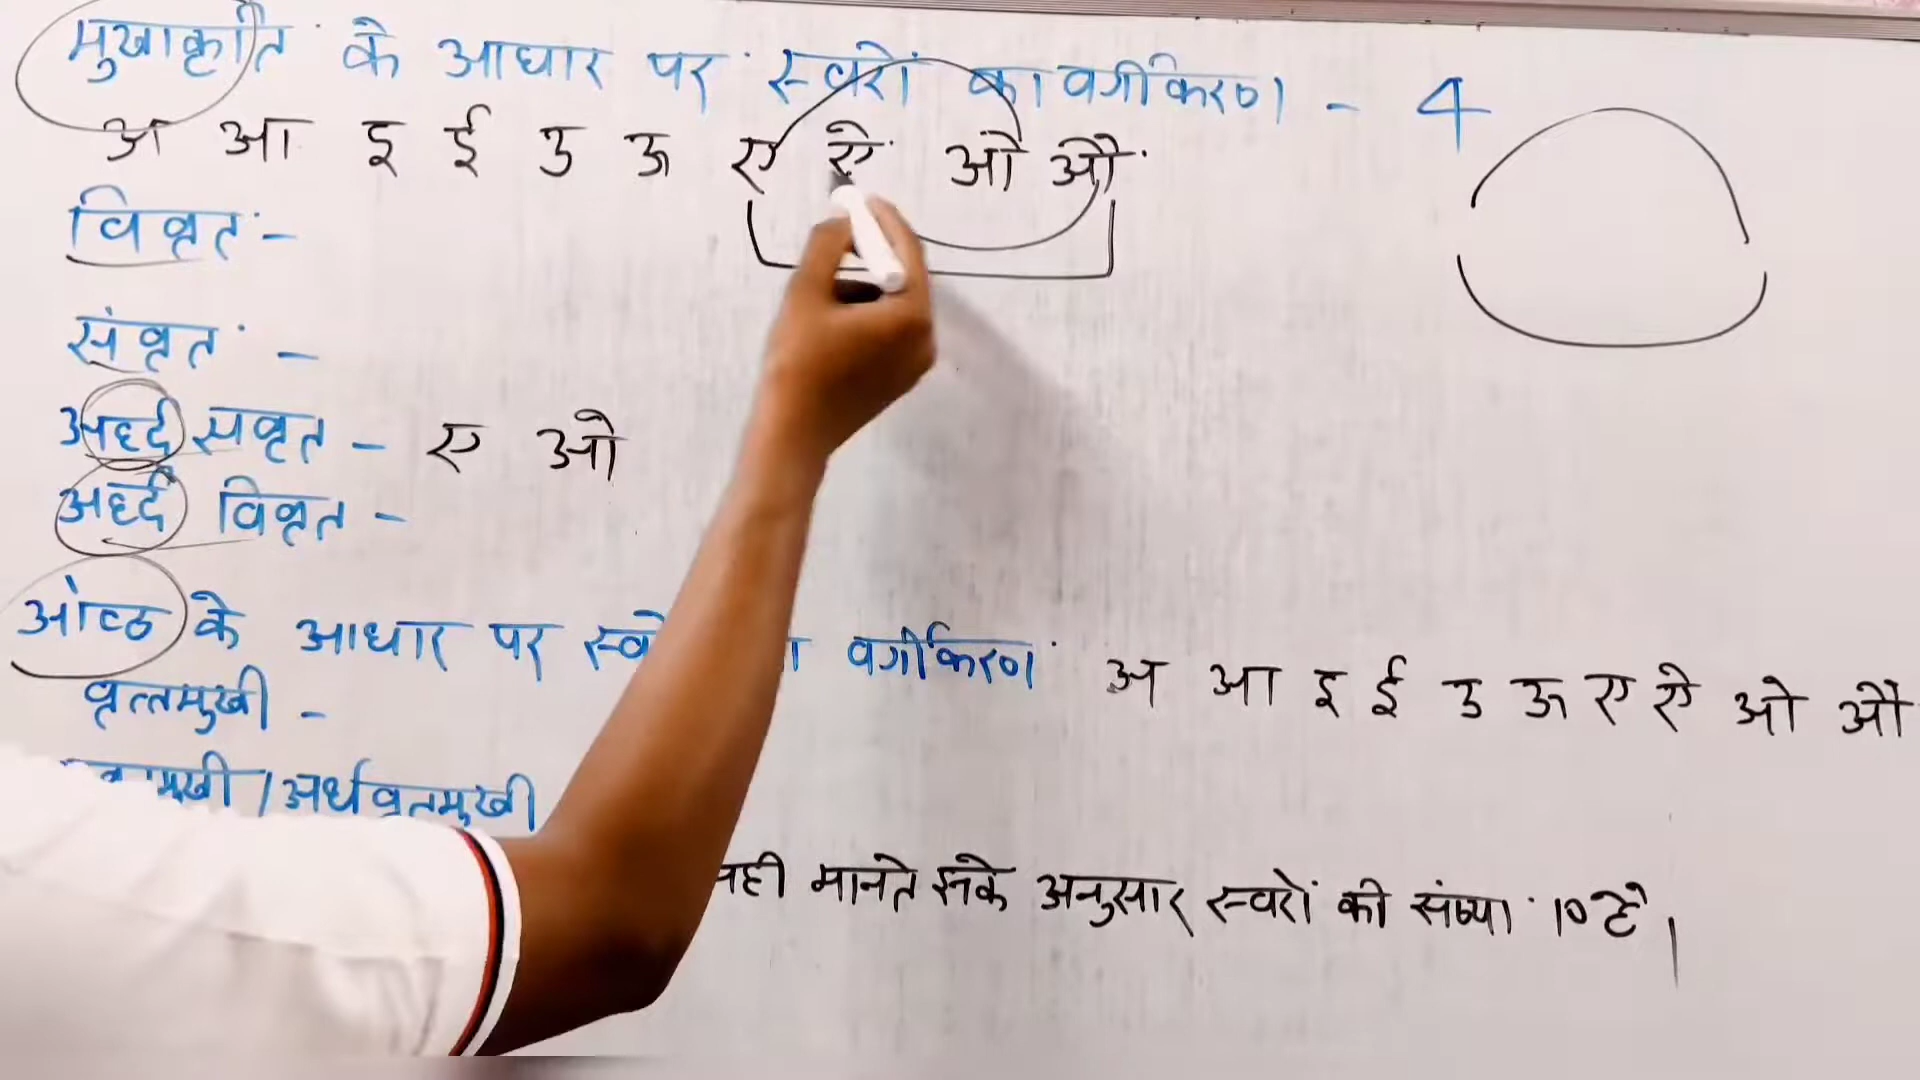 मुखाकृति के आधार पर स्वरों का वर्गीकरण - 4
अ आ इ ई उ ऊ ए ऐ ओ औ
विवृत -
संवृत -
अर्द्द संवृत - ए ओ
अर्द्द विवृत -
ओष्ठ के आधार पर वर्गीकरण अ आ इ ई उ ऊ ए ऐ ओ औ
वृत्तमुखी -
/अर्धवृतमुखी
नही मानते इनके अनुसार स्वरों की संख्या 10 है।